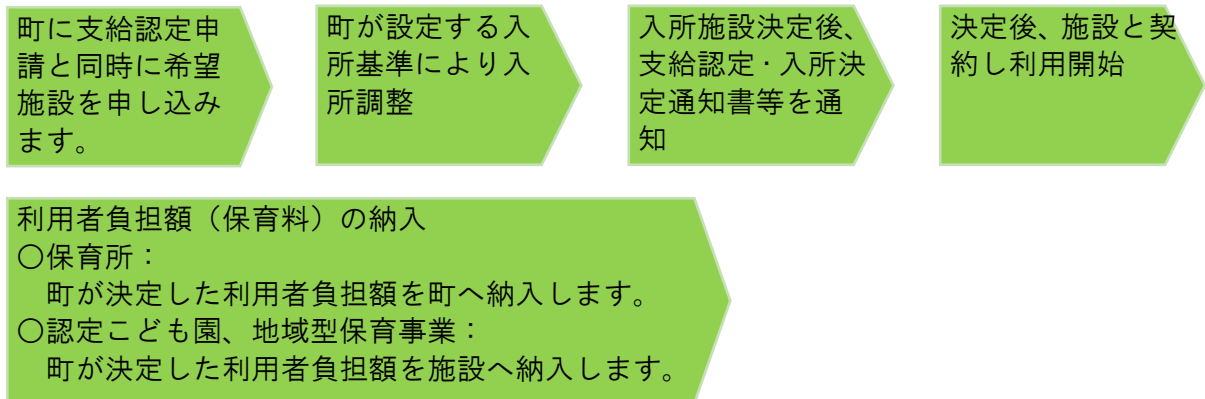 町に支給認定申
請と同時に希望
施設を申し込み
ます。
町が設定する入
所基準により入
所調整
入所施設決定後、
支給認定・入所決
定通知書等を通
知
決定後、施設と契
約し利用開始
利用者負担額（保育料）の納入
〇保育所：
　町が決定した利用者負担額を町へ納入します。
〇認定こども園、地域型保育事業：
　町が決定した利用者負担額を施設へ納入します。